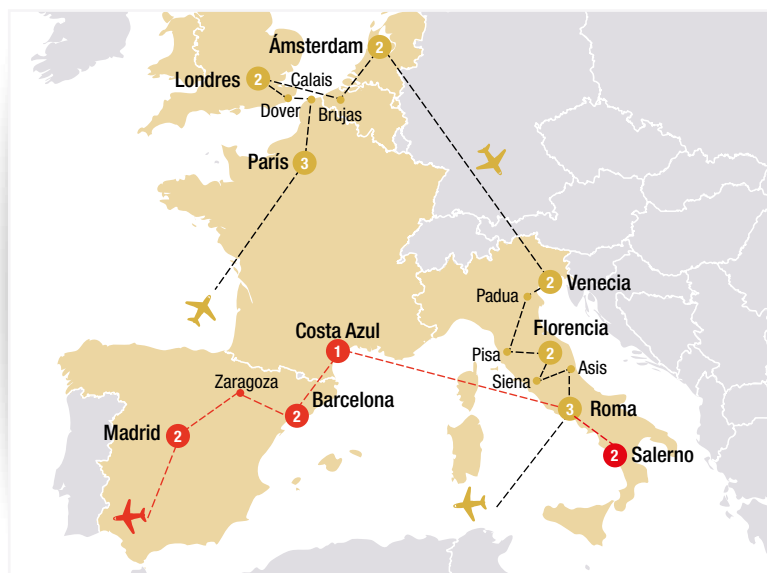 Ámsterdam
2
Londres
2
Calais
Dover
Brujas
París
3
Venecia
2
Padua
Florencia
2
Costa Azul
1
Pisa
Asis
Siena
Zaragoza
Barcelona
2
Roma
3
Madrid
2
Salerno
2